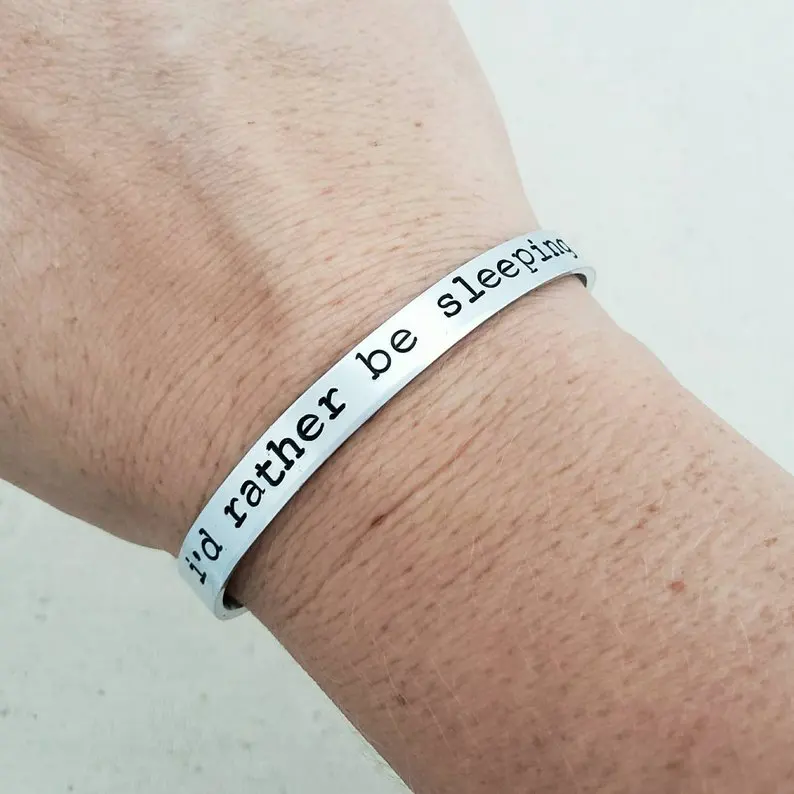 i'd rather be sleeping